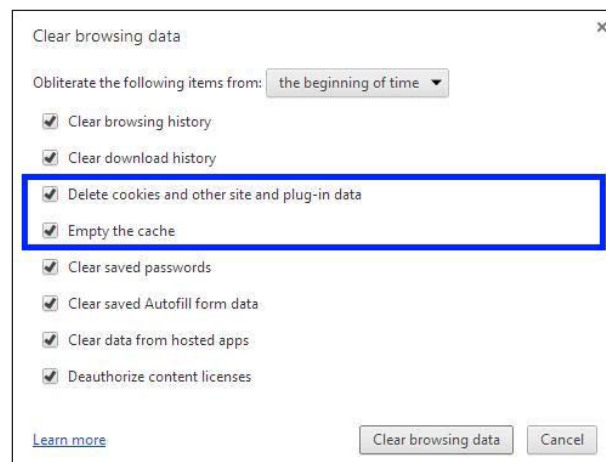 Clear browsing data
Obliterate the following items from: the beginning of time
Clear browsing history
Clear download history
Delete cookies and other site and plug-in data
Empty the cache
Clear saved passwords
Clear saved Autofill form data
Clear data from hosted apps
Deauthorize content licenses
Learn more Clear browsing data Cancel